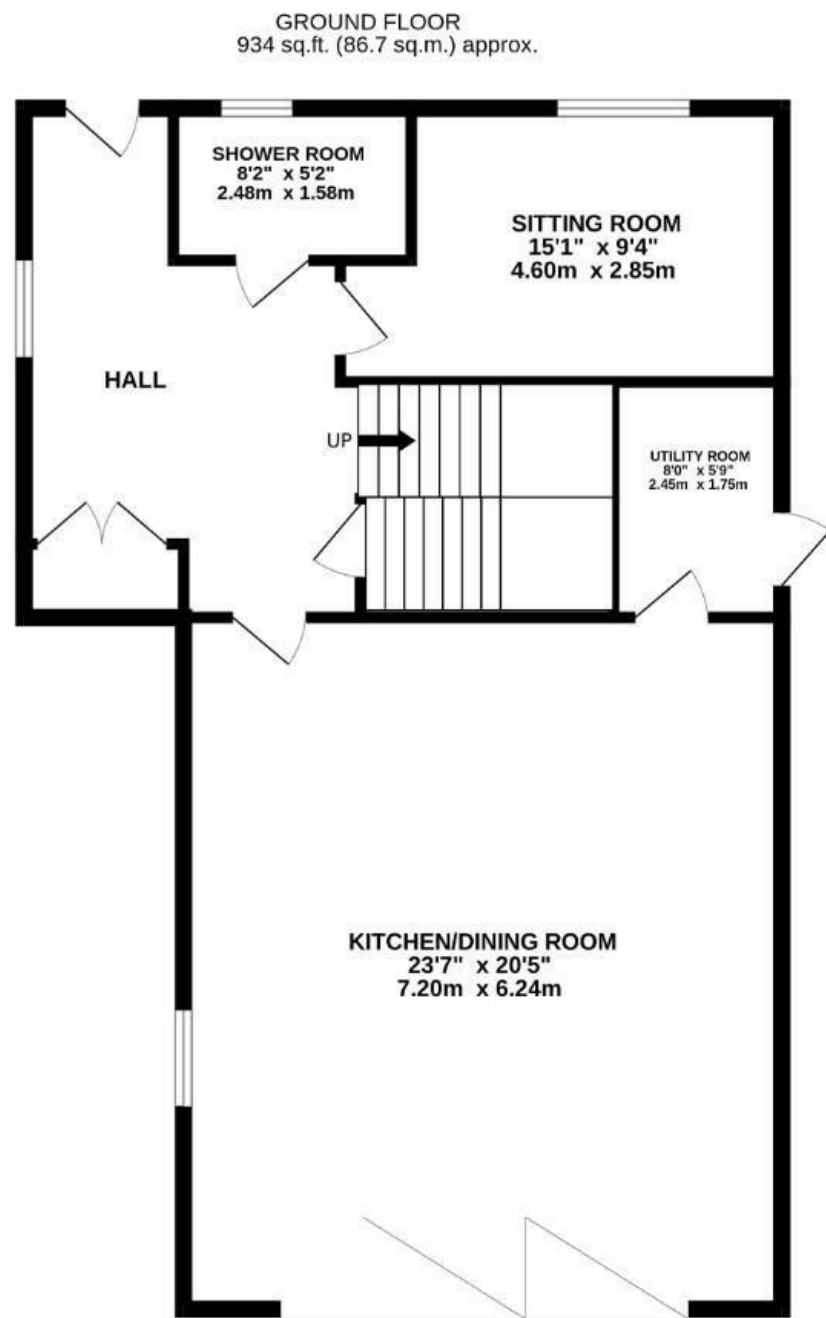 GROUND FLOOR
934 sq.ft. (86.7 sq.m.) approx.
SHOWER ROOM
8'2" x 5'2"
2.48m x 1.58m
SITTING ROOM
15'1" x 9'4"
4.60m x 2.85m
HALL
UP
UTILITY ROOM
8'0" x 5'9"
2.45m x 1.75m
KITCHEN/DINING ROOM
23'7" x 20'5"
7.20m x 6.24m